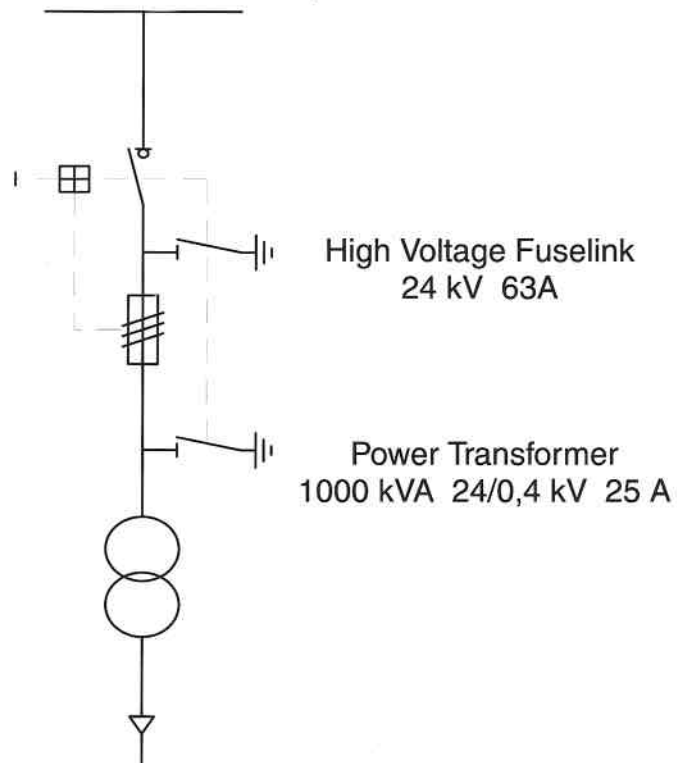 High Voltage Fuselink
24 kV 63A
Power Transformer
1000 kVA 24/0,4 kV 25 A